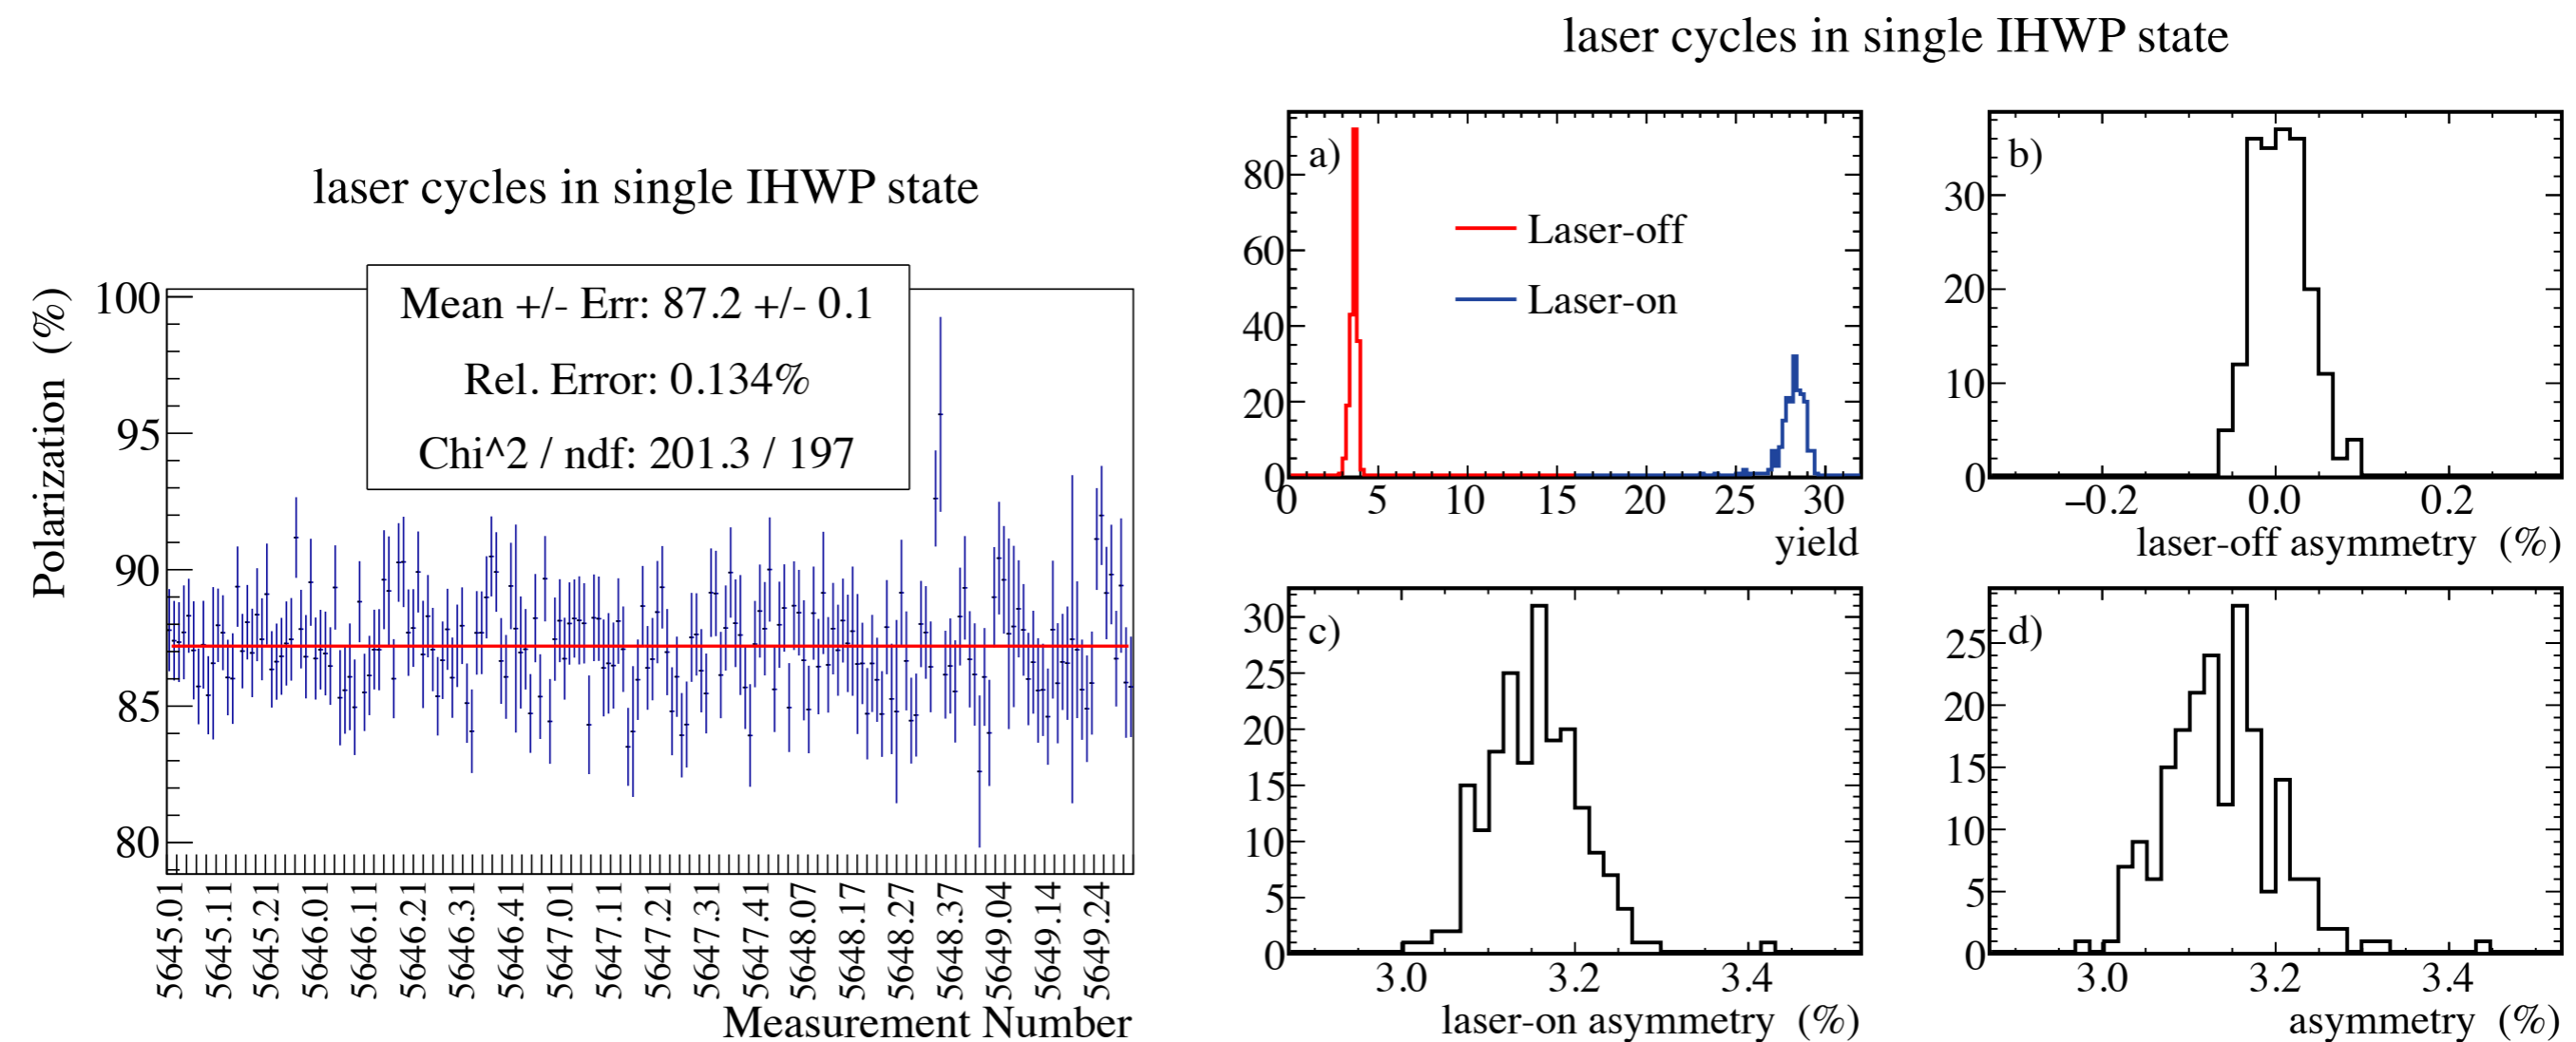 laser cycles in single IHWP state
Polarization (%)
Mean +/- Err: 87.2 +/- 0.1
Rel. Error: 0.134%
Chi^2 / ndf: 201.3 / 197
100
95
90
85
80
5645.01
5645.11
5645.21
5646.01
5646.11
5646.21
5646.31
5646.41
5647.01
5647.11
5647.21
5647.31
5647.41
5648.07
5648.17
5648.27
5648.37
5649.04
5649.14
5649.24
Measurement Number
laser cycles in single IHWP state
a)
Laser-off
Laser-on
80
60
40
20
0
0 5 10 15 20 25 30
yield
b)
30
20
10
0
−0.2 0.0 0.2
laser-off asymmetry (%)
c)
30
25
20
15
10
5
0
3.0 3.2 3.4
laser-on asymmetry (%)
d)
25
20
15
10
5
0
3.0 3.2 3.4
asymmetry (%)